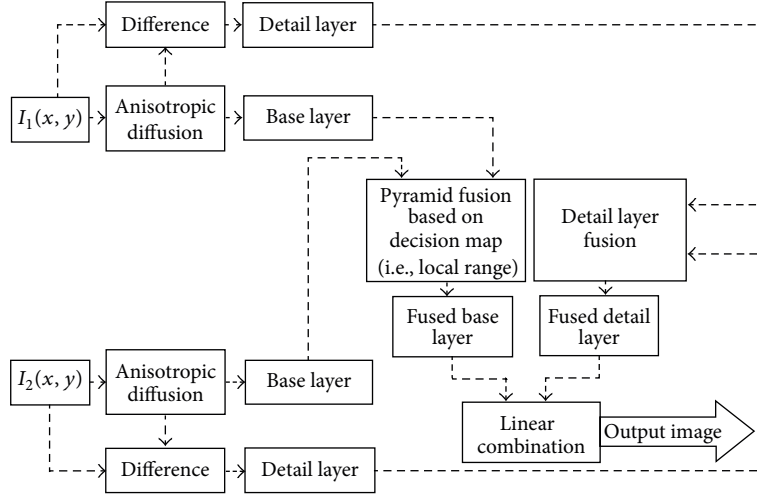 Difference
Detail layer
I₁(x, y)
Anisotropic
diffusion
Base layer
Pyramid fusion
based on
decision map
(i.e., local range)
Detail layer
fusion
Fused base
layer
Fused detail
layer
I₂(x, y)
Anisotropic
diffusion
Base layer
Linear
combination
Output image
Difference
Detail layer